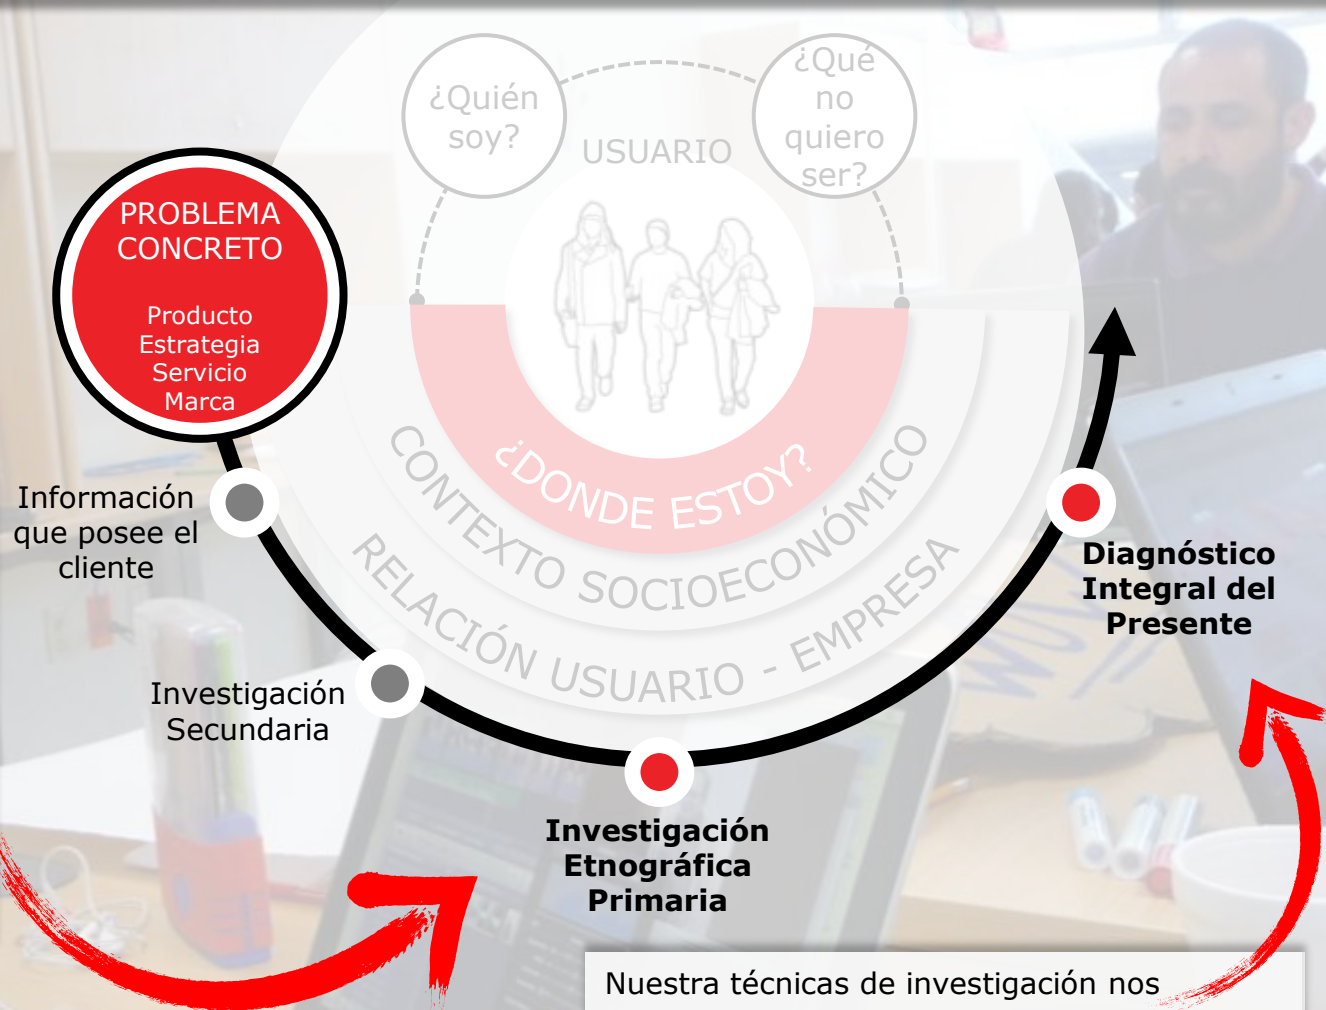 ¿Quién
soy?
¿Qué
no
quiero
ser?
USUARIO
PROBLEMA
CONCRETO
Producto
Estrategia
Servicio
Marca
¿DONDE ESTOY?
CONTEXTO SOCIOECONÓMICO
RELACIÓN USUARIO - EMPRESA
Información
que posee el
cliente
Investigación
Secundaria
Investigación
Etnográfica
Primaria
Diagnóstico
Integral del
Presente
Nuestra técnicas de investigación nos